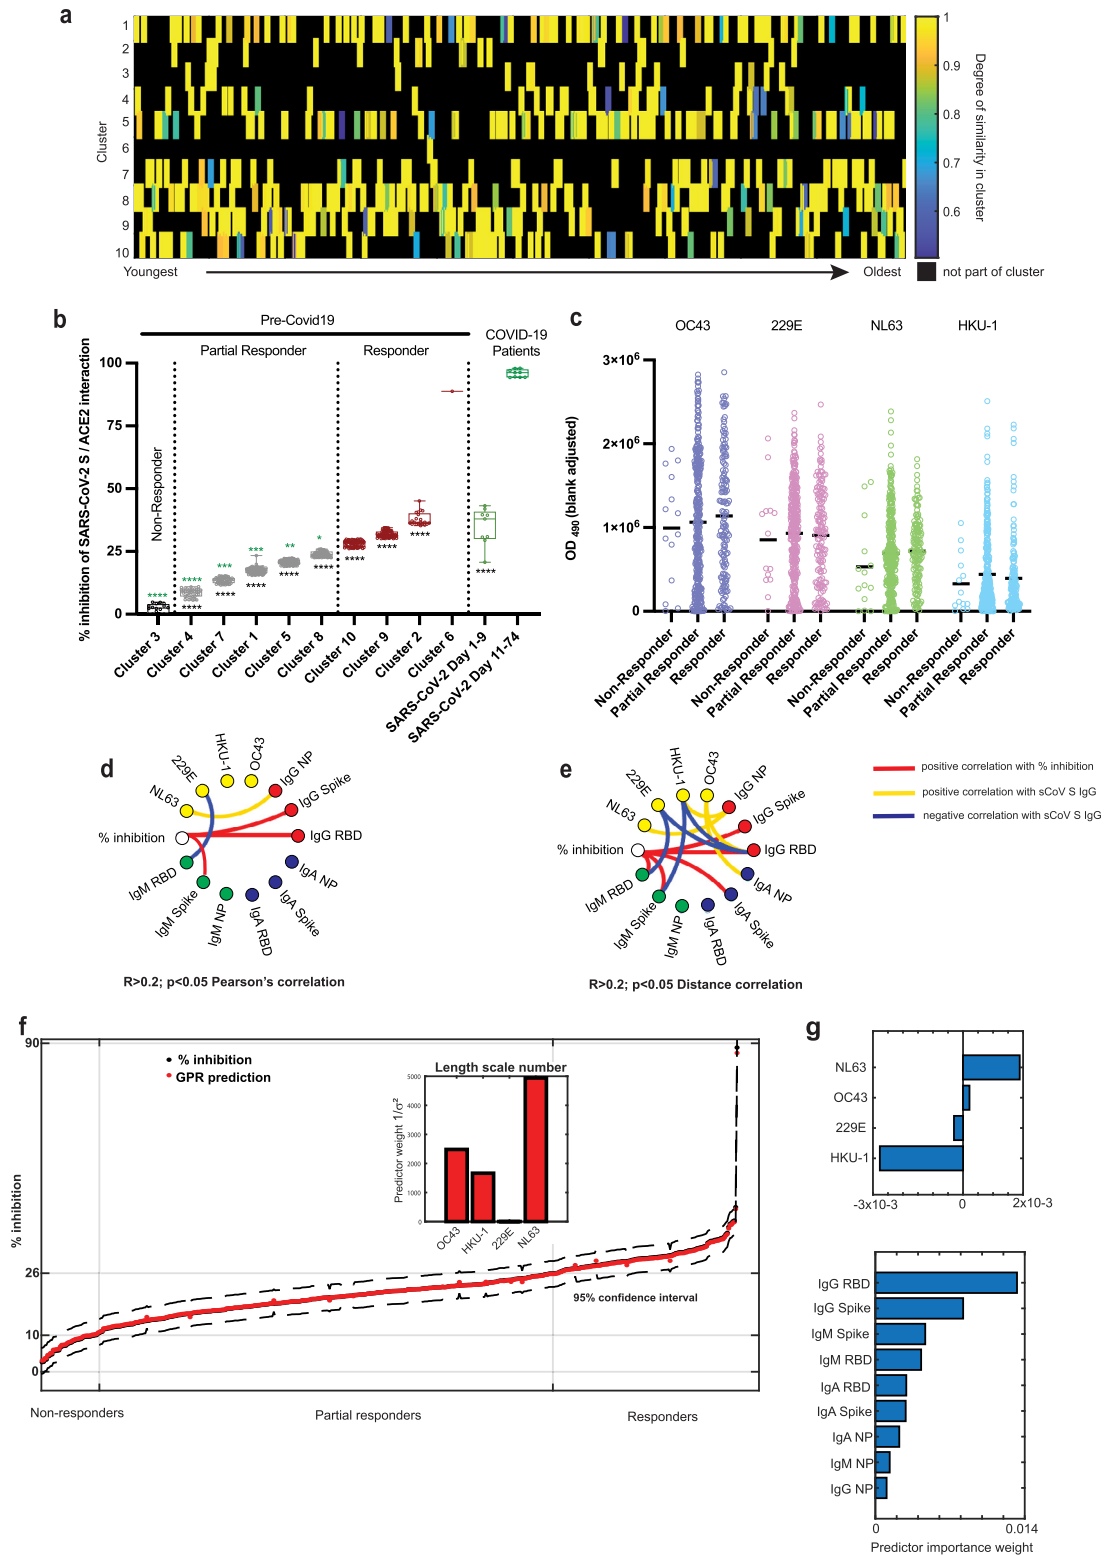 a
1
2
3
4
5
6
7
8
9
10
Cluster
Youngest
Oldest
1
0.9
0.8
0.7
0.6
Degree of similarity in cluster
not part of cluster
b
Pre-Covid19
Partial Responder
Responder
COVID-19
Patients
Non-Responder
% inhibition of SARS-CoV-2 S / ACE2 interaction
100
75
50
25
0
****
****
****
***
****
***
****
**
****
*
****
****
****
****
****
Cluster 3
Cluster 4
Cluster 7
Cluster 1
Cluster 5
Cluster 8
Cluster 10
Cluster 9
Cluster 2
Cluster 6
SARS-CoV-2 Day 1-9
SARS-CoV-2 Day 11-74
c
OC43
229E
NL63
HKU-1
OD 490 (blank adjusted)
3×10⁶
2×10⁶
1×10⁶
0
Non-Responder
Partial Responder
Responder
Non-Responder
Partial Responder
Responder
Non-Responder
Partial Responder
Responder
Non-Responder
Partial Responder
Responder
d
% inhibition
NL63
229E
HKU-1
OC43
IgG NP
IgG Spike
IgG RBD
IgA NP
IgA Spike
IgA RBD
IgM NP
IgM Spike
IgM RBD
R>0.2; p<0.05 Pearson's correlation
e
% inhibition
NL63
229E
HKU-1
OC43
IgG NP
IgG Spike
IgG RBD
IgA NP
IgA Spike
IgA RBD
IgM NP
IgM Spike
IgM RBD
R>0.2; p<0.05 Distance correlation
positive correlation with % inhibition
positive correlation with sCoV S IgG
negative correlation with sCoV S IgG
f
% inhibition
GPR prediction
% inhibition
90
26
10
0
Length scale number
Predictor weight 1/σ²
5000
4000
3000
2000
1000
0
OC43
HKU-1
229E
NL63
95% confidence interval
Non-responders
Partial responders
Responders
g
NL63
OC43
229E
HKU-1
-3x10-3
0
2x10-3
IgG RBD
IgG Spike
IgM Spike
IgM RBD
IgA RBD
IgA Spike
IgA NP
IgM NP
IgG NP
0
0.014
Predictor importance weight